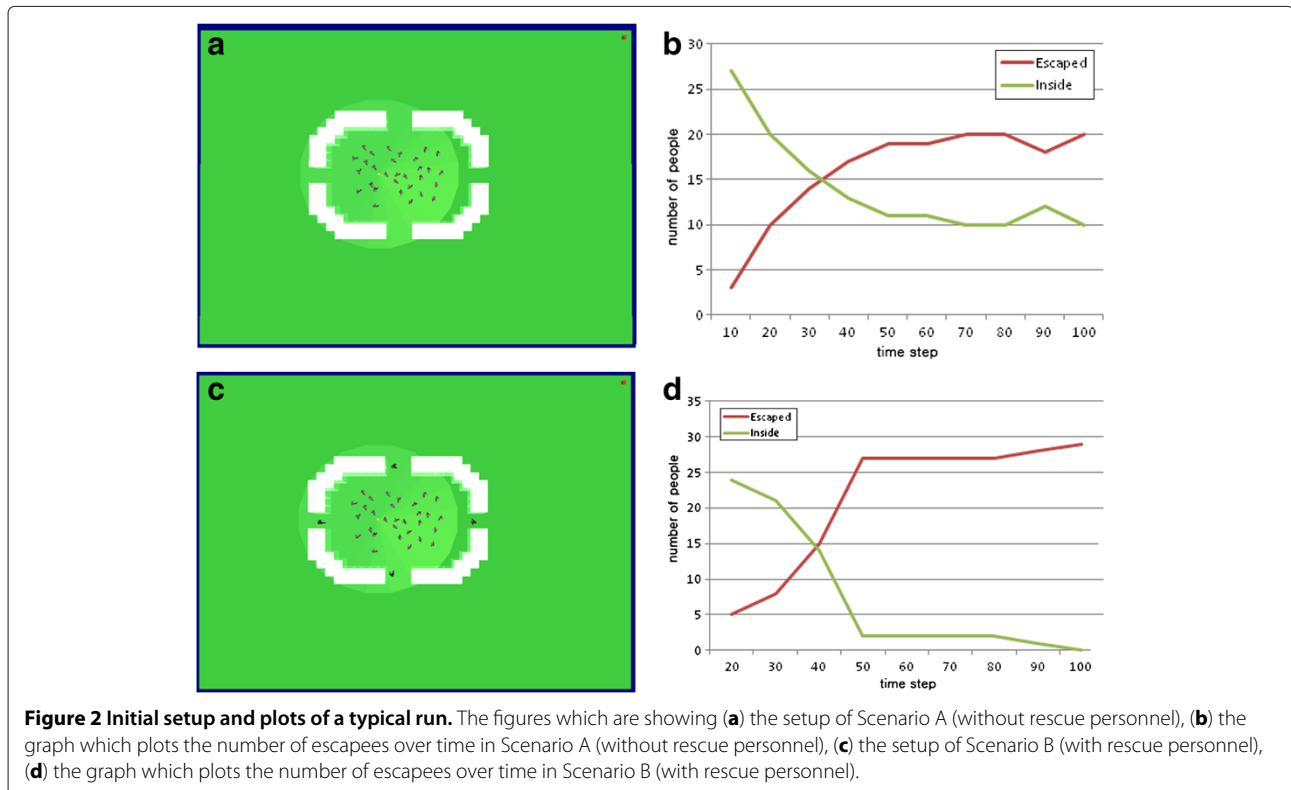 a
b
30
25
20
15
10
5
0
number of people
Escaped
Inside
10 20 30 40 50 60 70 80 90 100
time step
c
d
35
30
25
20
15
10
5
0
number of people
Escaped
Inside
20 30 40 50 60 70 80 90 100
time step
Figure 2 Initial setup and plots of a typical run. The figures which are showing (a) the setup of Scenario A (without rescue personnel), (b) the
graph which plots the number of escapees over time in Scenario A (without rescue personnel), (c) the setup of Scenario B (with rescue personnel),
(d) the graph which plots the number of escapees over time in Scenario B (with rescue personnel).